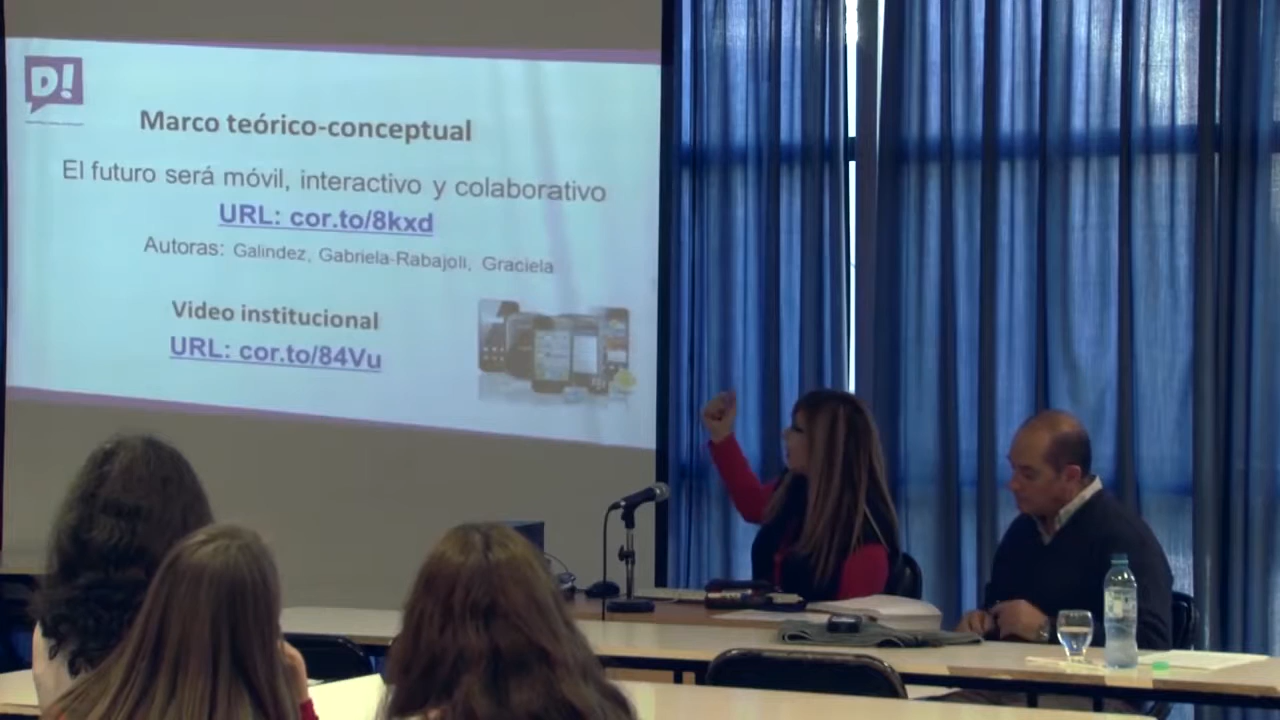 D!
Marco teórico-conceptual
El futuro será móvil, interactivo y colaborativo
URL: cor.to/8kxd
Autoras: Galindez, Gabriela-Rabajoli, Graciela
Video institucional
URL: cor.to/84Vu